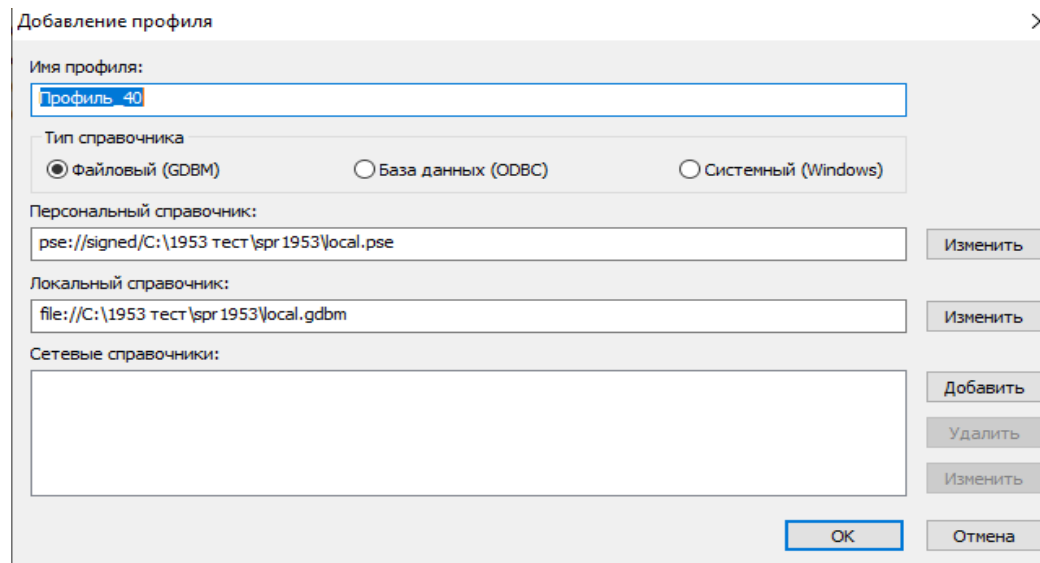 Добавление профиля
Имя профиля:
Профиль_40
Тип справочника
Файловый (GDBM) База данных (ODBC) Системный (Windows)
Персональный справочник:
pse://signed/C:\1953 тест\spr1953\local.pse Изменить
Локальный справочник:
file://C:\1953 тест\spr1953\local.gdbm Изменить
Сетевые справочники:
Добавить
Удалить
Изменить
OK Отмена